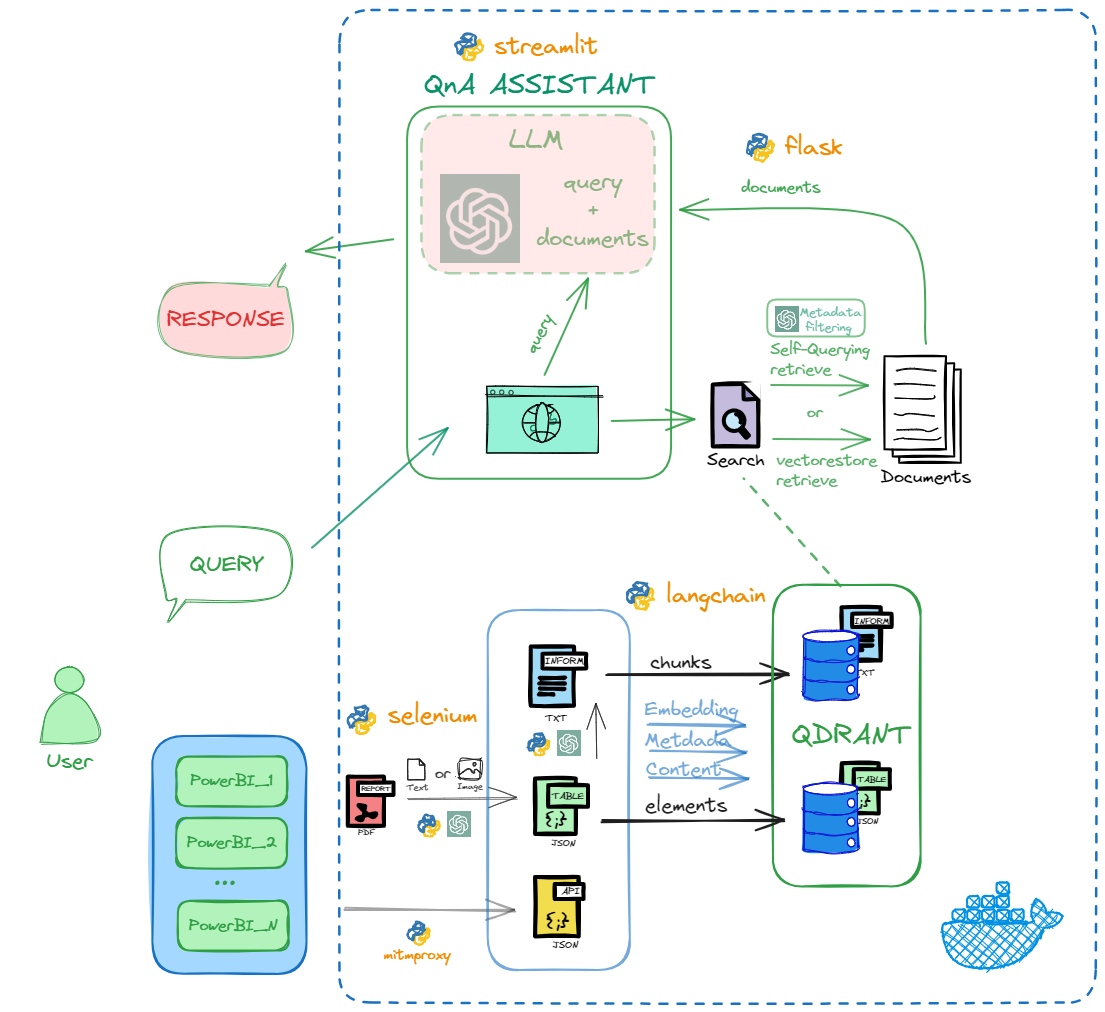 streamlit
QnA ASSISTANT
LLM
query
+
documents
flask
documents
RESPONSE
query
Metadata
filtering
Self-Querying
retrieve
or
vectorestore
retrieve
Search
Documents
QUERY
langchain
INFORM
TXT
chunks
INFORM
TXT
Embedding
Metdada
Content
QDRANT
selenium
User
PowerBI_1
PowerBI_2
...
PowerBI_N
REPORT
PDF
Text
or
Image
TABLE
{;}
JSON
elements
TABLE
{;}
JSON
API
{;}
JSON
mitmproxy